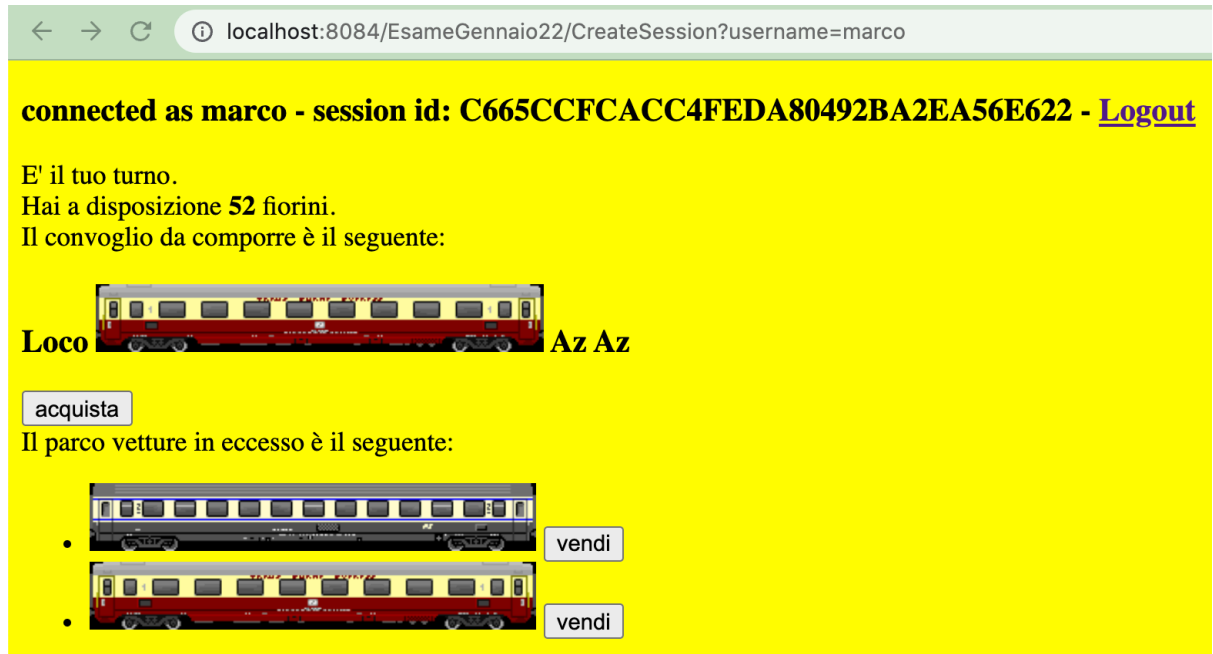 localhost:8084/EsameGennaio22/CreateSession?username=marco
connected as marco - session id: C665CCFCACC4FEDA80492BA2EA56E622 - Logout
E' il tuo turno.
Hai a disposizione 52 fiorini.
Il convoglio da comporre è il seguente:
Loco Az Az
acquista
Il parco vetture in eccesso è il seguente:
vendi
vendi